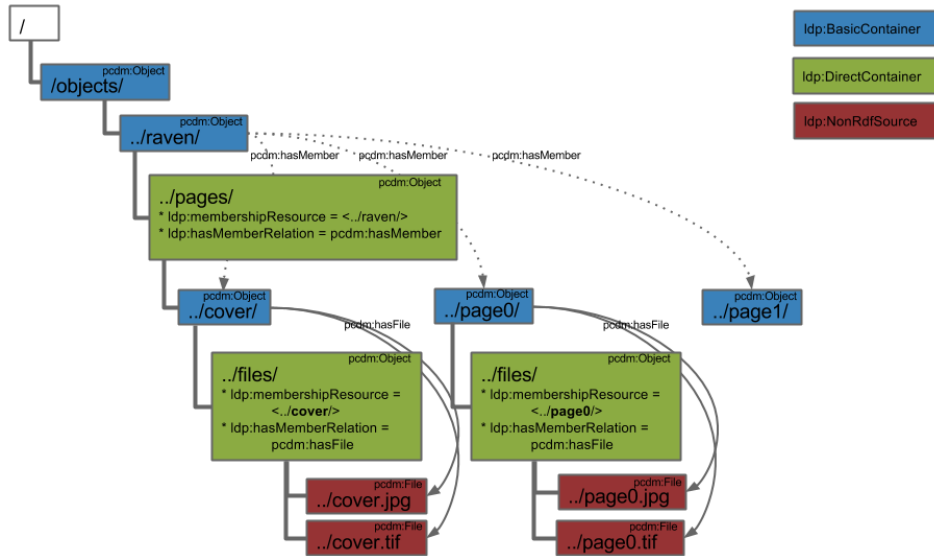 /
ldp:BasicContainer
pcdm:Object
/objects/
ldp:DirectContainer
pcdm:Object
../raven/
ldp:NonRdfSource
pcdm:hasMember
pcdm:hasMember
pcdm:hasMember
pcdm:Object
../pages/
* ldp:membershipResource = <../raven/>
* ldp:hasMemberRelation = pcdm:hasMember
pcdm:Object
../cover/
pcdm:Object
../page0/
pcdm:Object
../page1/
pcdm:hasFile
pcdm:hasFile
pcdm:Object
../files/
* ldp:membershipResource =
<../cover/>
* ldp:hasMemberRelation =
pcdm:hasFile
pcdm:Object
../files/
* ldp:membershipResource =
<../page0/>
* ldp:hasMemberRelation =
pcdm:hasFile
pcdm:File
../cover.jpg
pcdm:File
../cover.tif
pcdm:File
../page0.jpg
pcdm:File
../page0.tif